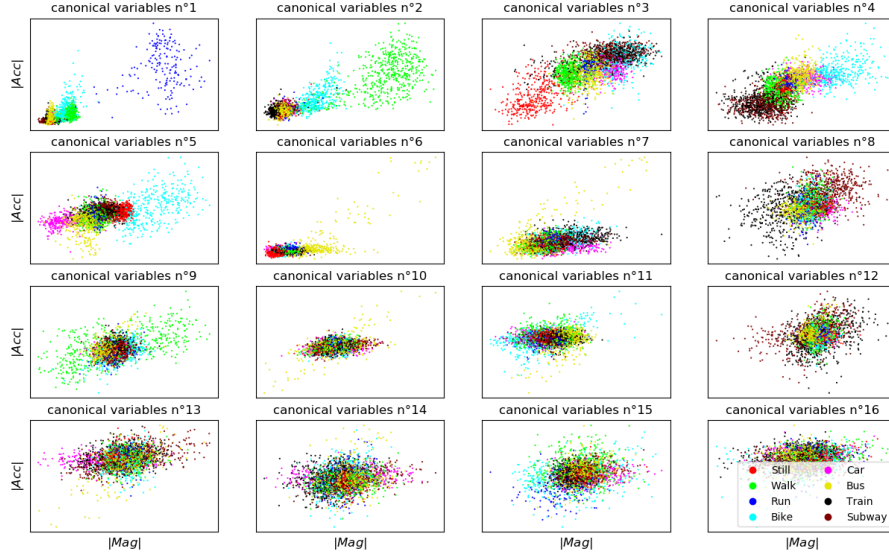 canonical variables n°1
canonical variables n°2
canonical variables n°3
canonical variables n°4
|Acc|
canonical variables n°5
canonical variables n°6
canonical variables n°7
canonical variables n°8
|Acc|
canonical variables n°9
canonical variables n°10
canonical variables n°11
canonical variables n°12
|Acc|
canonical variables n°13
canonical variables n°14
canonical variables n°15
canonical variables n°16
|Acc|
Still Car
Walk Bus
Run Train
Bike Subway
|Mag|
|Mag|
|Mag|
|Mag|